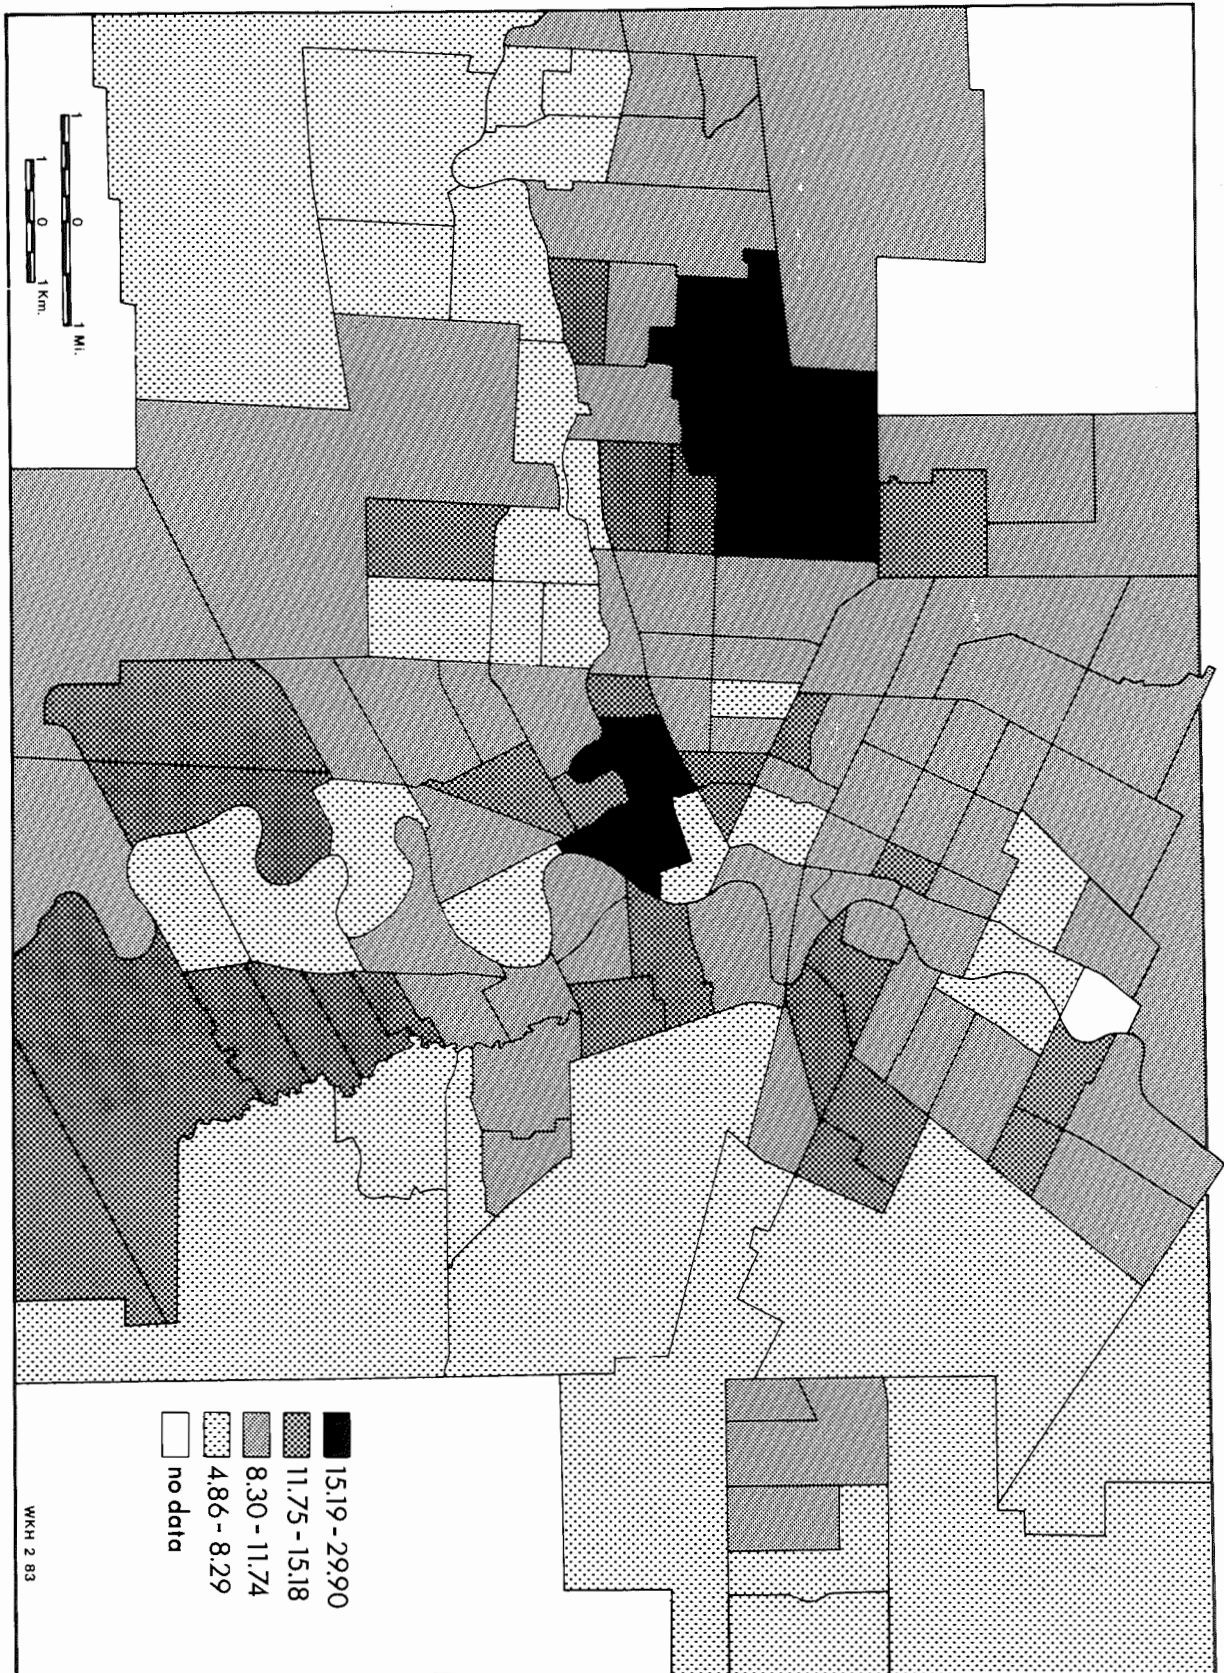 1 0 1 Mi.
1 0 1 Km.
15.19 - 29.90
11.75 - 15.18
8.30 - 11.74
4.86 - 8.29
no data
WKH 2 83